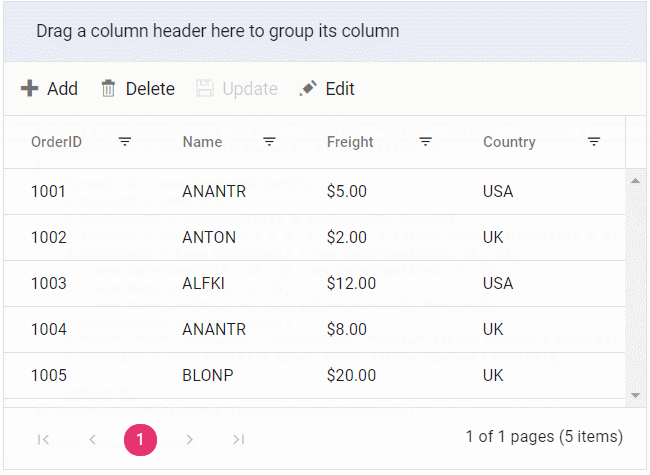 Drag a column header here to group its column
Add Delete Update Edit
OrderID Name Freight Country
1001 ANANTR $5.00 USA
1002 ANTON $2.00 UK
1003 ALFKI $12.00 USA
1004 ANANTR $8.00 UK
1005 BLONP $20.00 UK
1 1 of 1 pages (5 items)